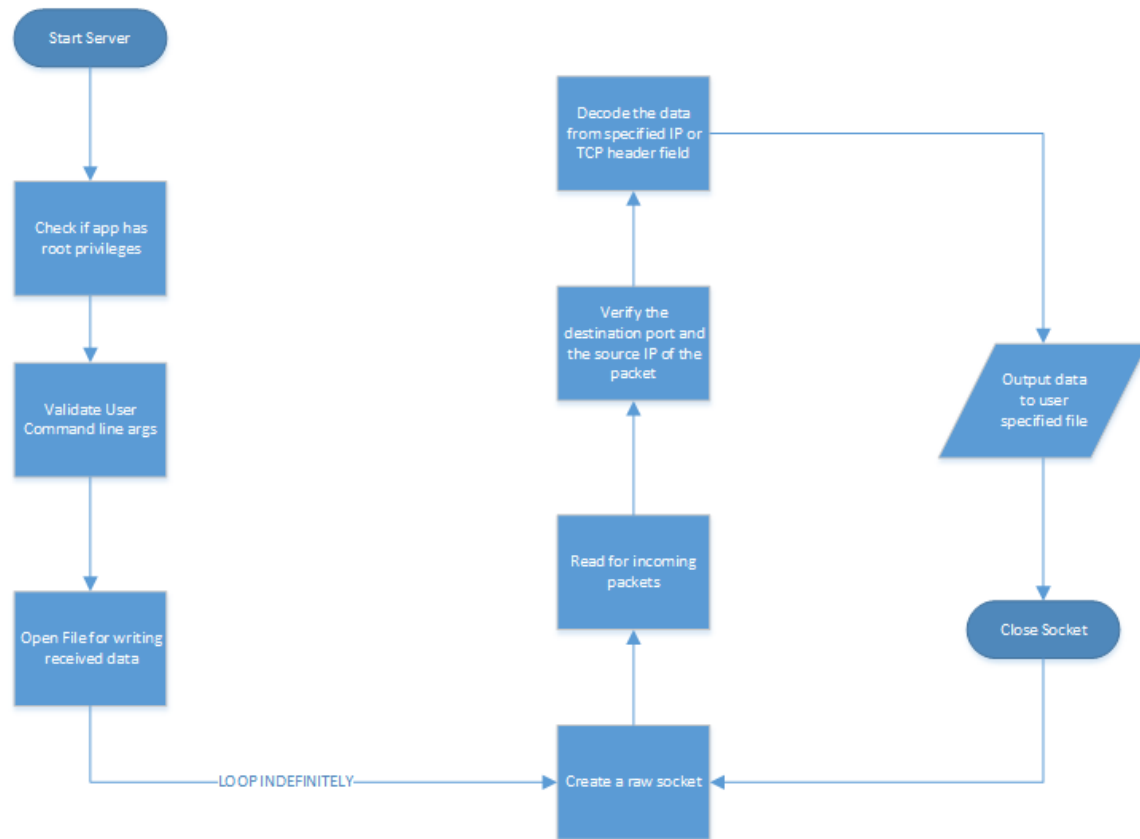 Start Server
Check if app has
root privileges
Validate User
Command line args
Open File for writing
received data
LOOP INDEFINITELY
Create a raw socket
Read for incoming
packets
Verify the
destination port and
the source IP of the
packet
Decode the data
from specified IP or
TCP header field
Output data
to user
specified file
Close Socket